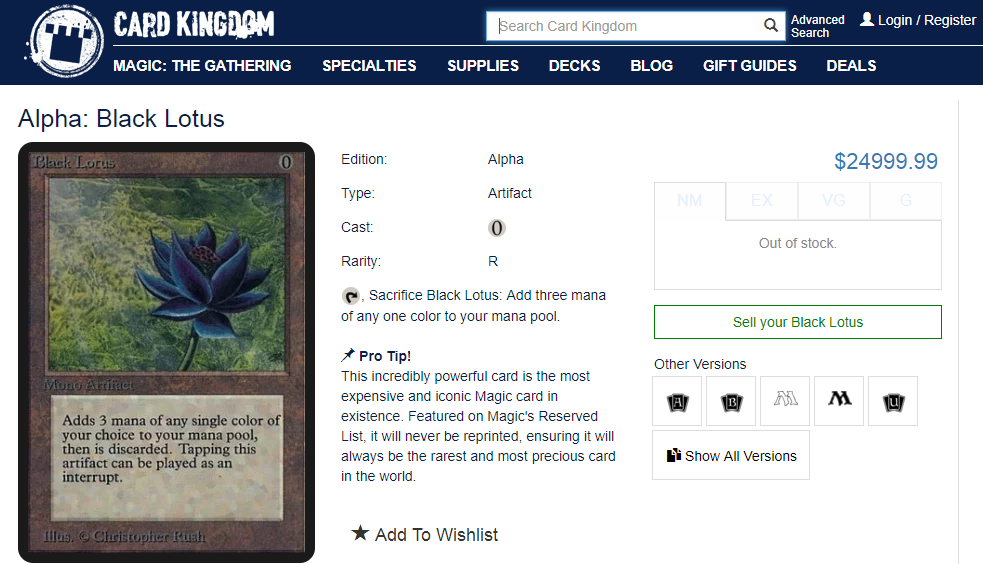 CARD KINGDOM
Search Card Kingdom
Advanced Search
Login / Register
MAGIC: THE GATHERING SPECIALTIES SUPPLIES DECKS BLOG GIFT GUIDES DEALS
Alpha: Black Lotus
Black Lotus 0
Mono Artifact
Adds 3 mana of any single color of
your choice to your mana pool,
then is discarded. Tapping this
artifact can be played as an
interrupt.
Illus. © Christopher Rush
Edition: Alpha
Type: Artifact
Cast: 0
Rarity: R
, Sacrifice Black Lotus: Add three mana
of any one color to your mana pool.
Pro Tip!
This incredibly powerful card is the most
expensive and iconic Magic card in
existence. Featured on Magic's Reserved
List, it will never be reprinted, ensuring it will
always be the rarest and most precious card
in the world.
Add To Wishlist
$24999.99
NM EX VG G
Out of stock.
Sell your Black Lotus
Other Versions
A B M M U
Show All Versions